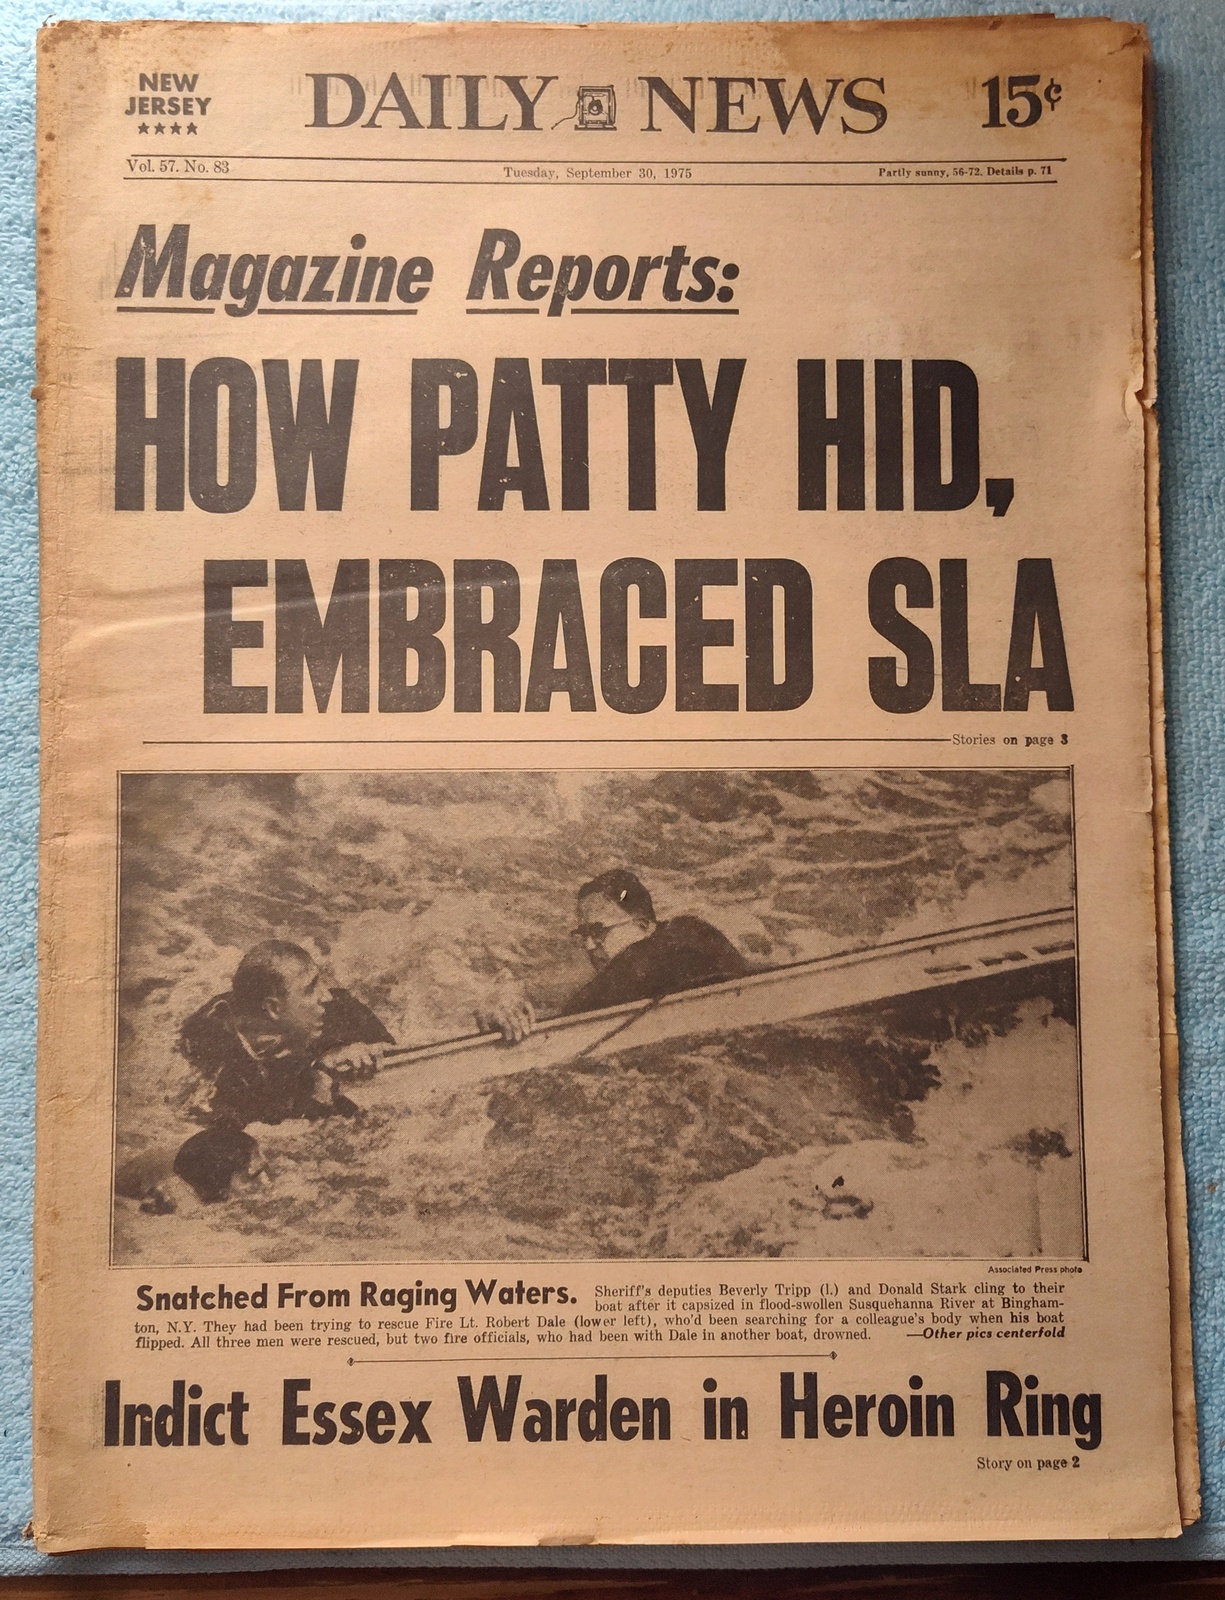 NEW
JERSEY
★★★★
DAILY NEWS
15¢
Vol. 57. No. 83
Tuesday, September 30, 1975
Partly sunny, 56-72. Details p. 71
Magazine Reports:
HOW PATTY HID,
EMBRACED SLA
Stories on page 3
Associated Press photo
Snatched From Raging Waters. Sheriff's deputies Beverly Tripp (l.) and Donald Stark cling to their
boat after it capsized in flood-swollen Susquehanna River at Bingham-
ton, N.Y. They had been trying to rescue Fire Lt. Robert Dale (lower left), who'd been searching for a colleague's body when his boat
flipped. All three men were rescued, but two fire officials, who had been with Dale in another boat, drowned. —Other pics centerfold
Indict Essex Warden in Heroin Ring
Story on page 2